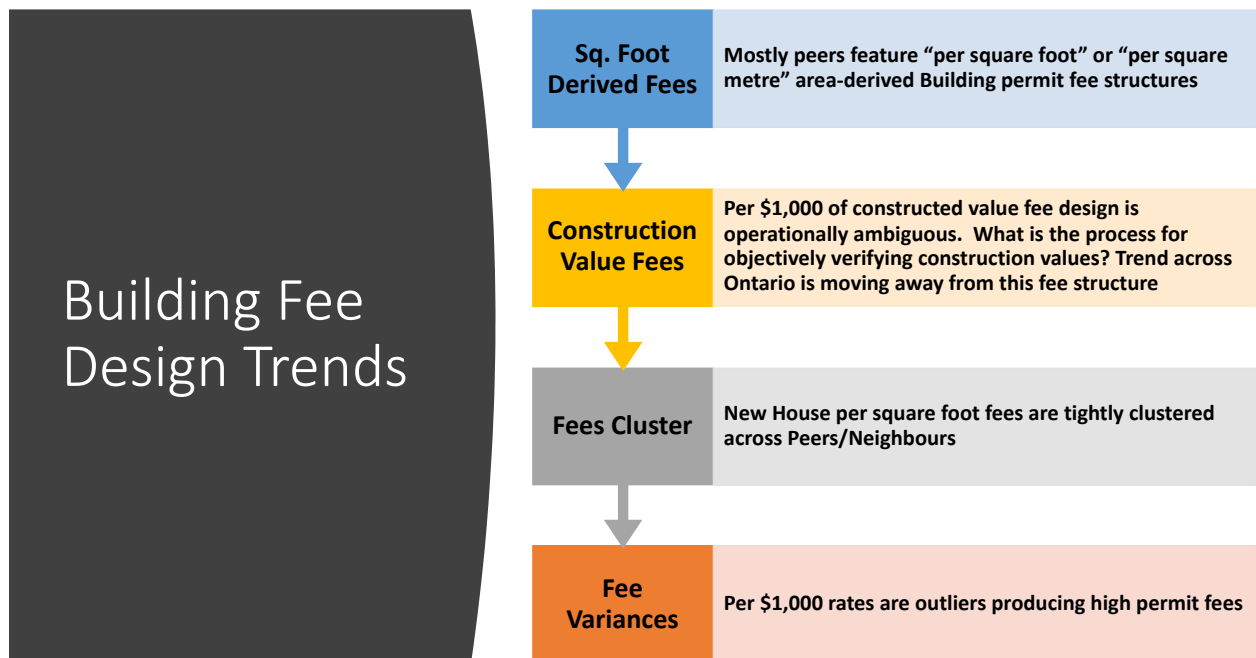 Building Fee
Design Trends
Sq. Foot
Derived Fees
Mostly peers feature “per square foot” or “per square
metre” area-derived Building permit fee structures
Construction
Value Fees
Per $1,000 of constructed value fee design is
operationally ambiguous.  What is the process for
objectively verifying construction values? Trend across
Ontario is moving away from this fee structure
Fees Cluster
New House per square foot fees are tightly clustered
across Peers/Neighbours
Fee
Variances
Per $1,000 rates are outliers producing high permit fees